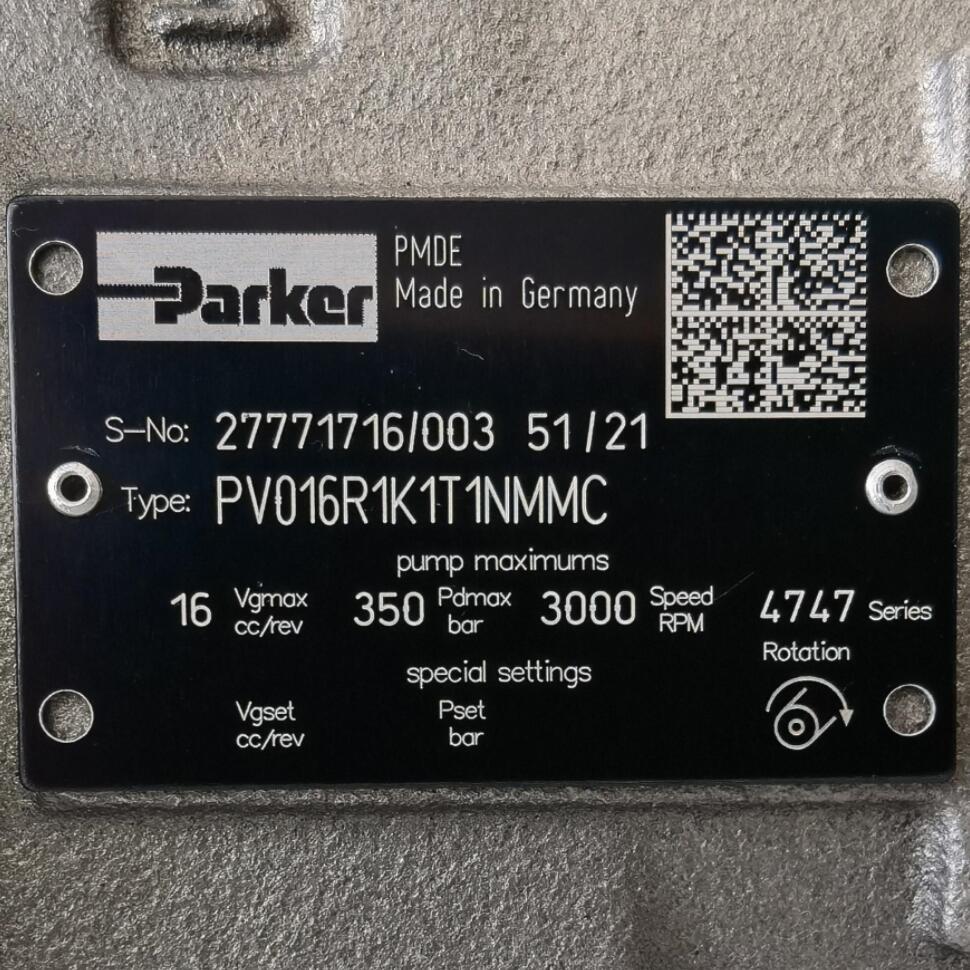 Parker
PMDE
Made in Germany
S-No: 27771716/003 51/21
Type: PV016R1K1T1NMMC
pump maximums
16 Vgmax cc/rev 350 Pdmax bar 3000 Speed RPM 4747 Series
Rotation
special settings
Vgset cc/rev Pset bar